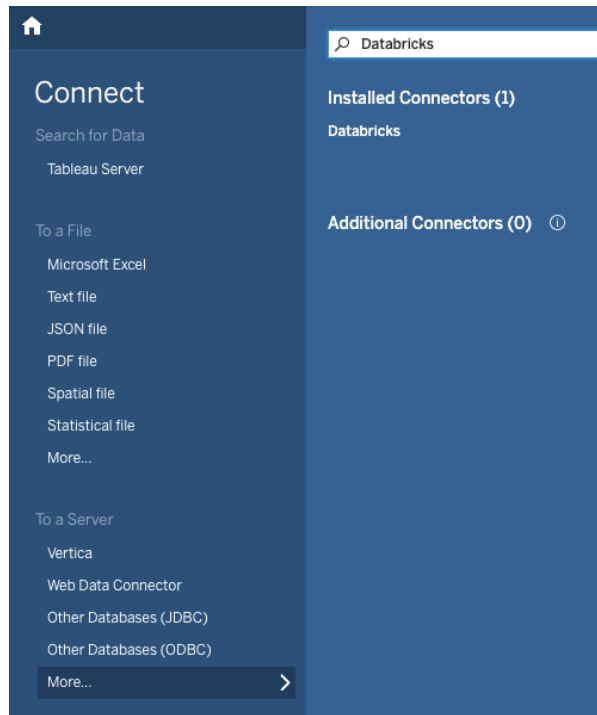 Connect
Search for Data
Tableau Server
To a File
Microsoft Excel
Text file
JSON file
PDF file
Spatial file
Statistical file
More...
To a Server
Vertica
Web Data Connector
Other Databases (JDBC)
Other Databases (ODBC)
More...
Databricks
Installed Connectors (1)
Databricks
Additional Connectors (0)